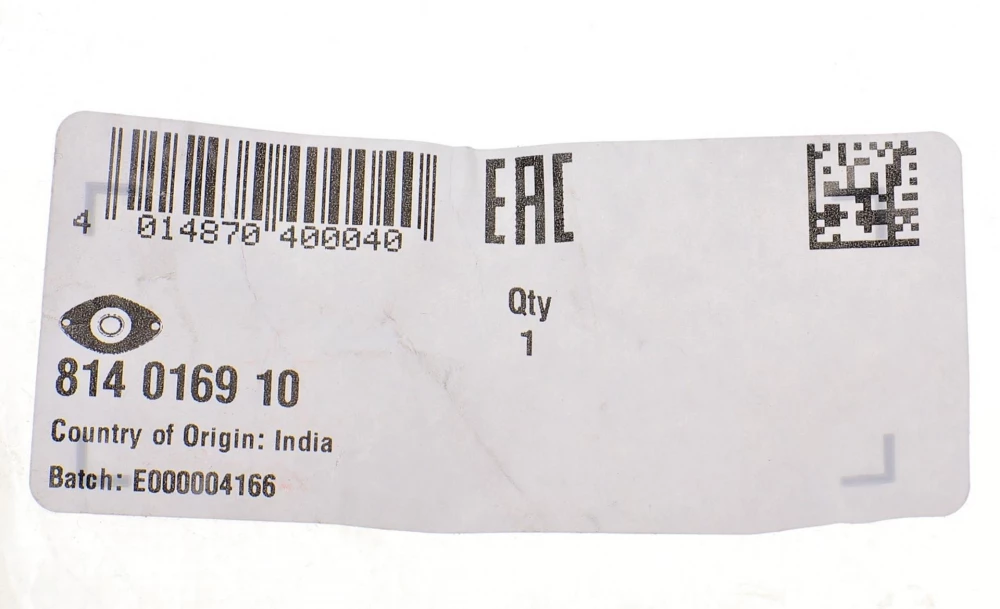 4 014870 400040
EAC
Qty
1
814 0169 10
Country of Origin: India
Batch: E000004166